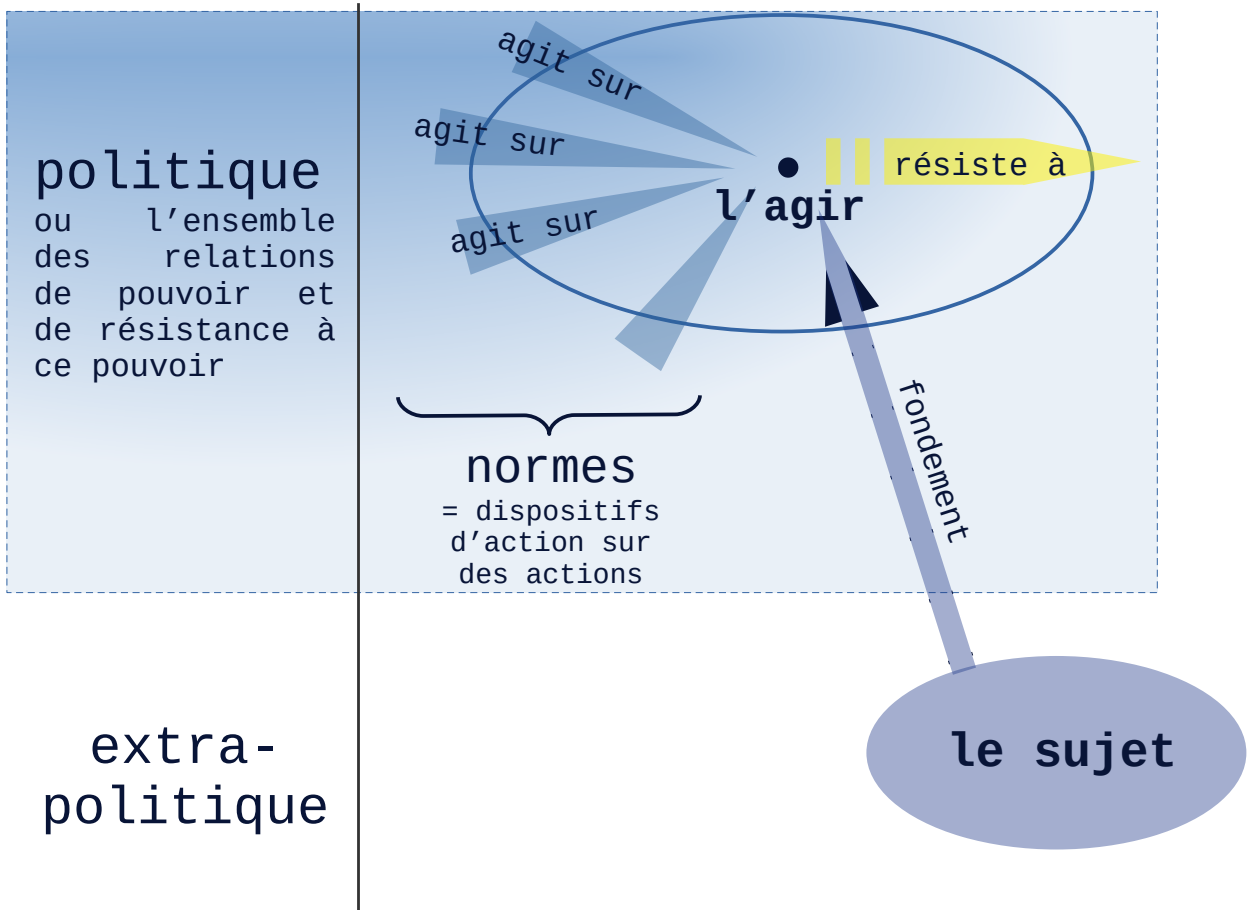 politique
ou l’ensemble
des relations
de pouvoir et
de résistance à
ce pouvoir
agit sur
agit sur
agit sur
résiste à
l’agir
normes
= dispositifs
d’action sur
des actions
fondement
extra-
politique
le sujet